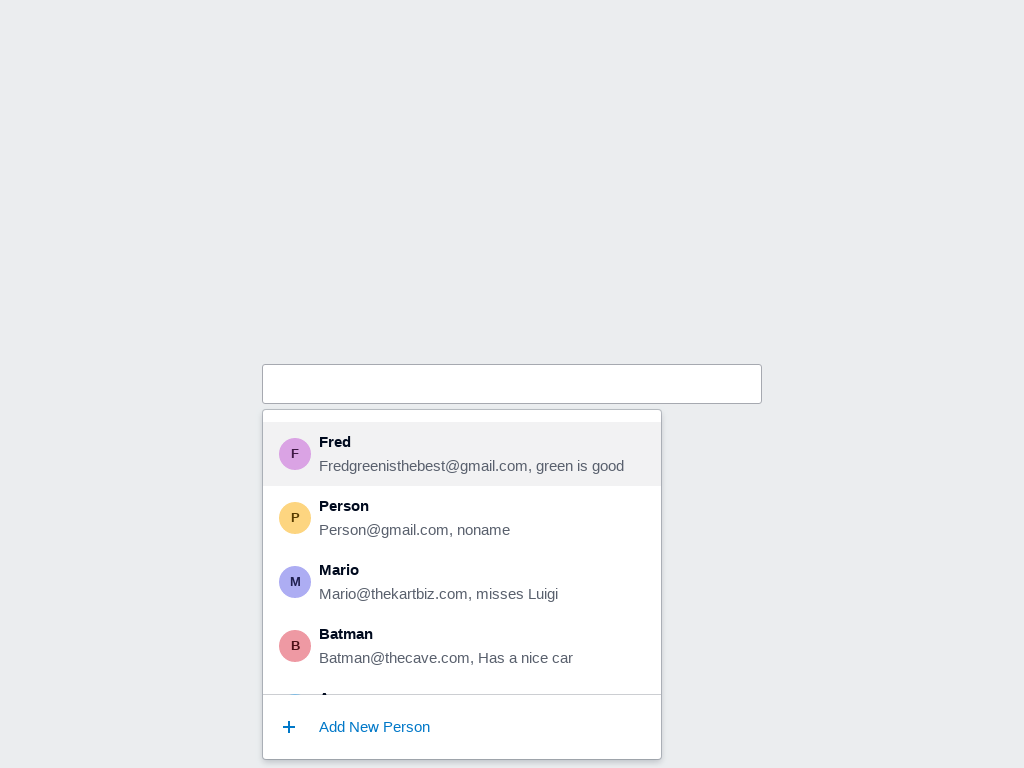 F
Fred
Fredgreenisthebest@gmail.com, green is good
P
Person
Person@gmail.com, noname
M
Mario
Mario@thekartbiz.com, misses Luigi
B
Batman
Batman@thecave.com, Has a nice car
Add New Person